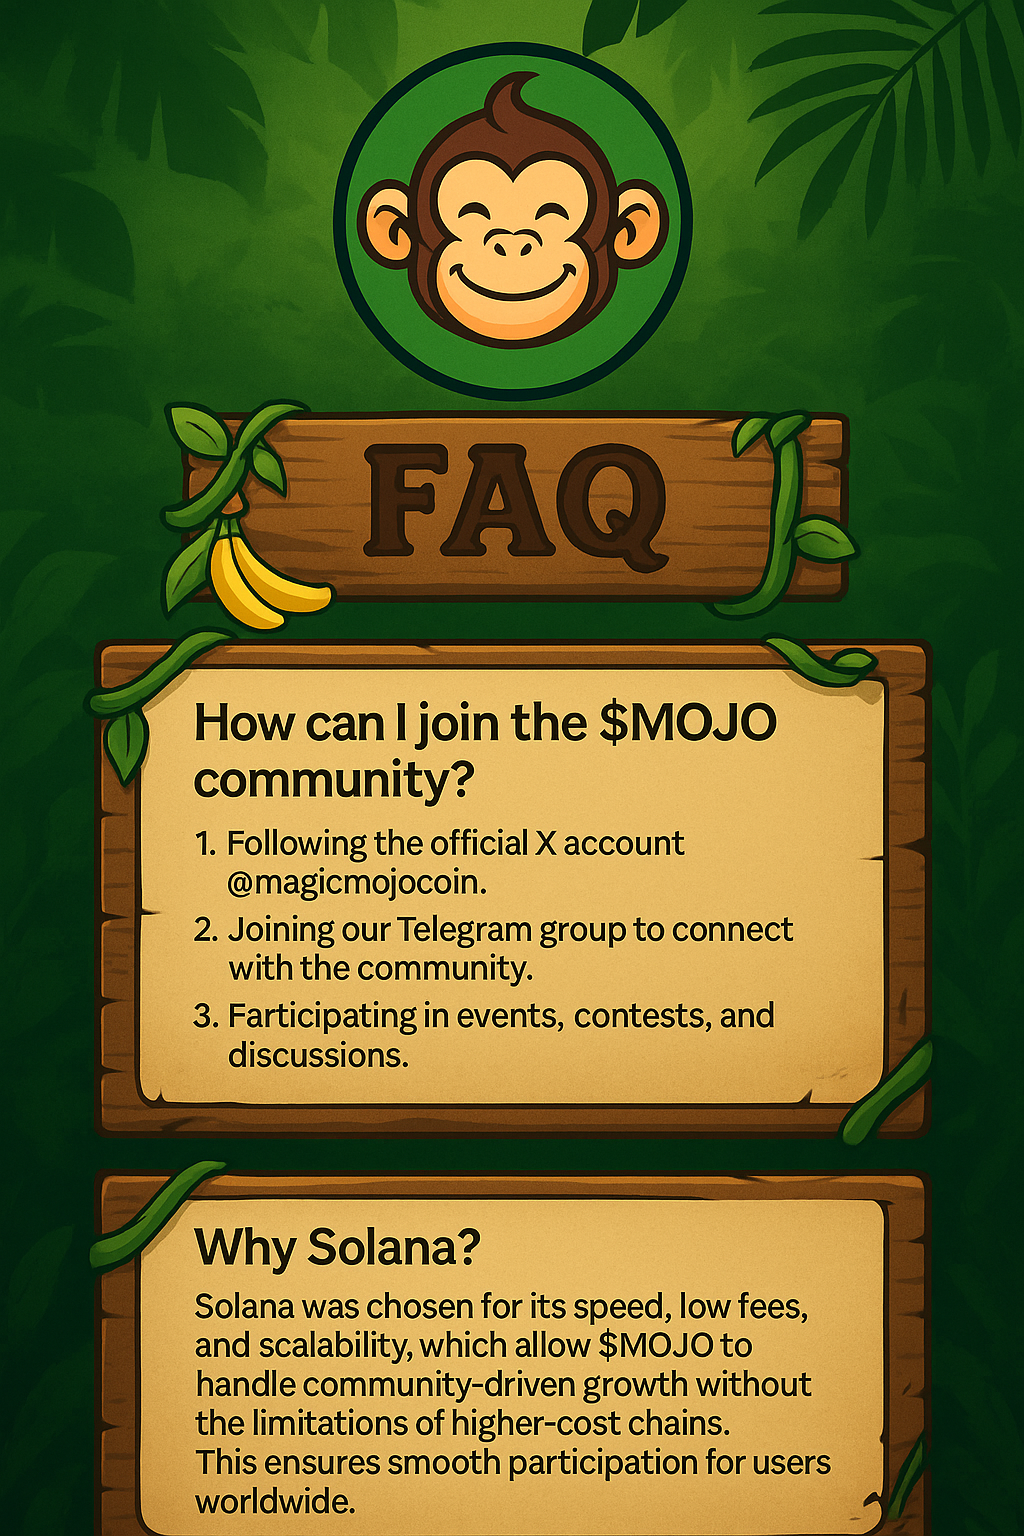 FAQ
How can I join the $MOJO
community?
1. Following the official X account
@magicmojocoin.
2. Joining our Telegram group to connect
with the community.
3. Farticipating in events, contests, and
discussions.
Why Solana?
Solana was chosen for its speed, low fees,
and scalability, which allow $MOJO to
handle community-driven growth without
the limitations of higher-cost chains.
This ensures smooth participation for users
worldwide.